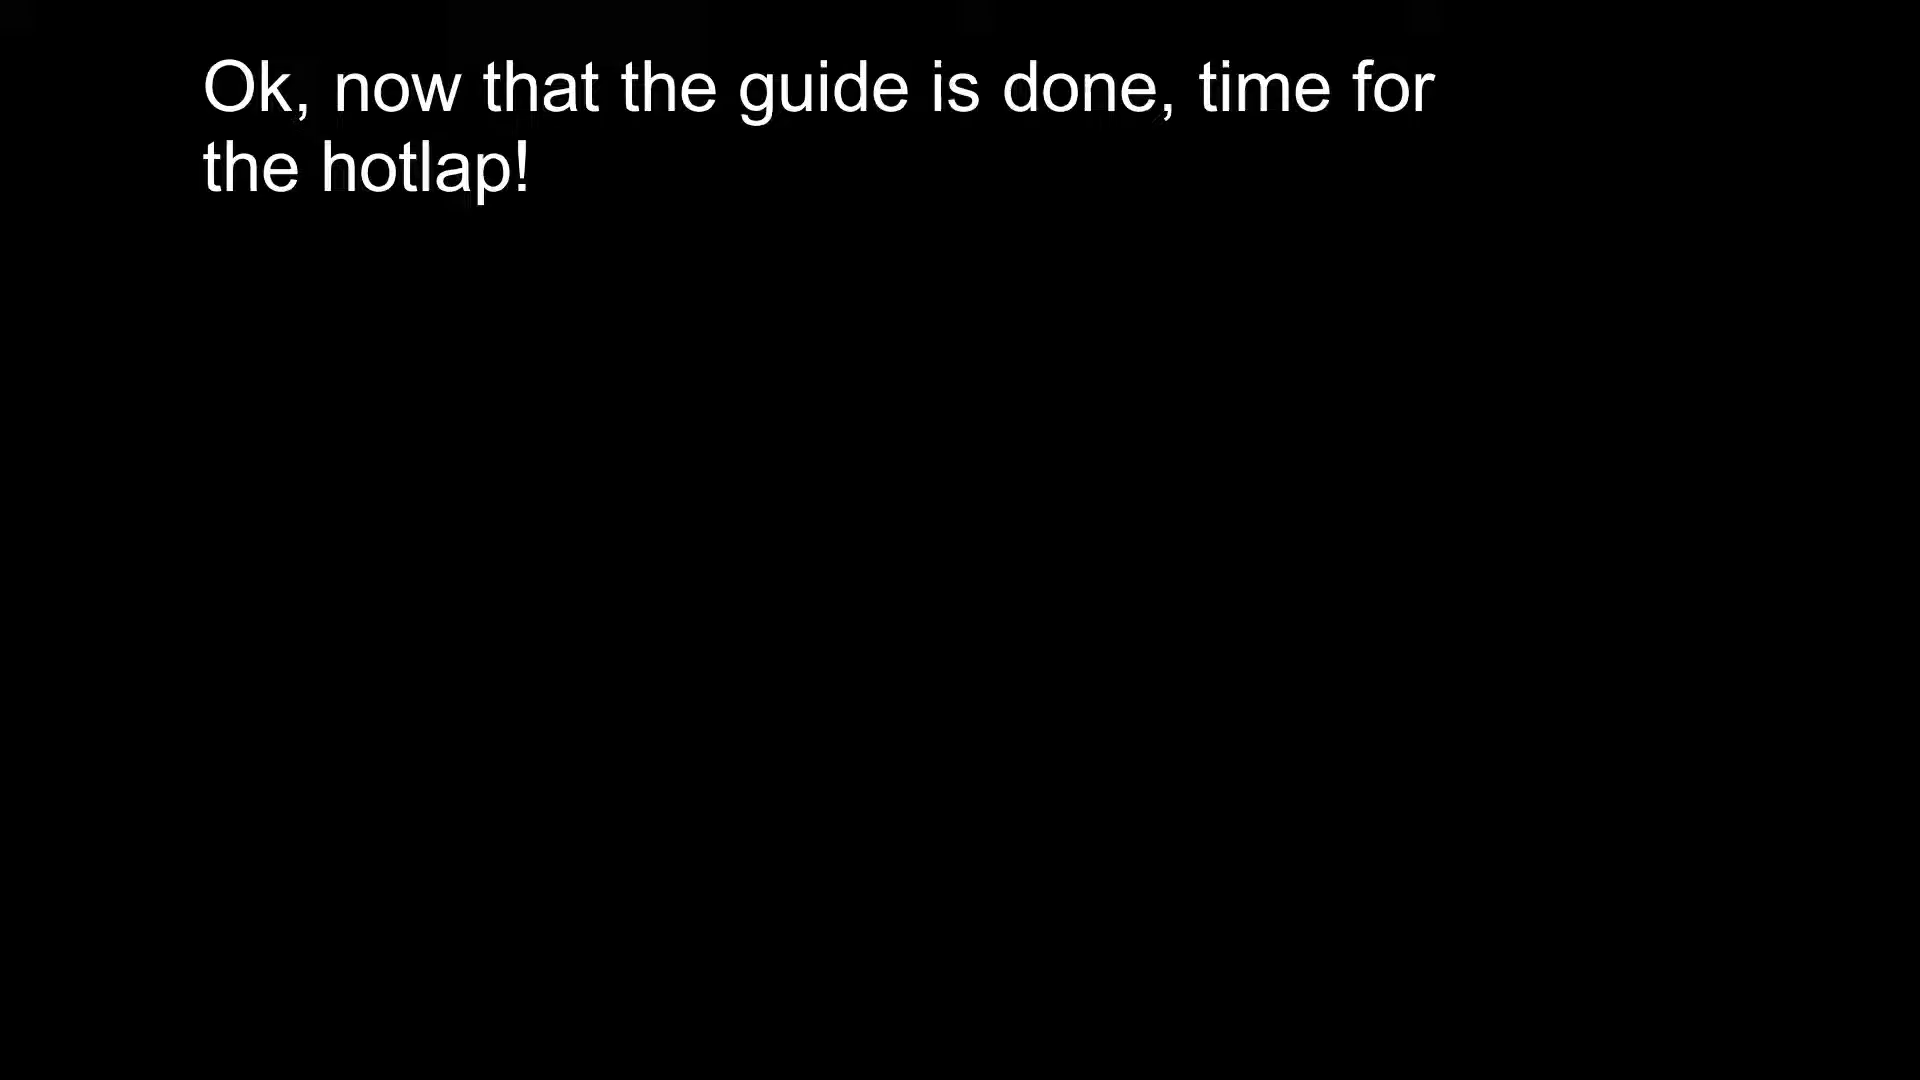 Ok, now that the guide is done, time for
the hotlap!